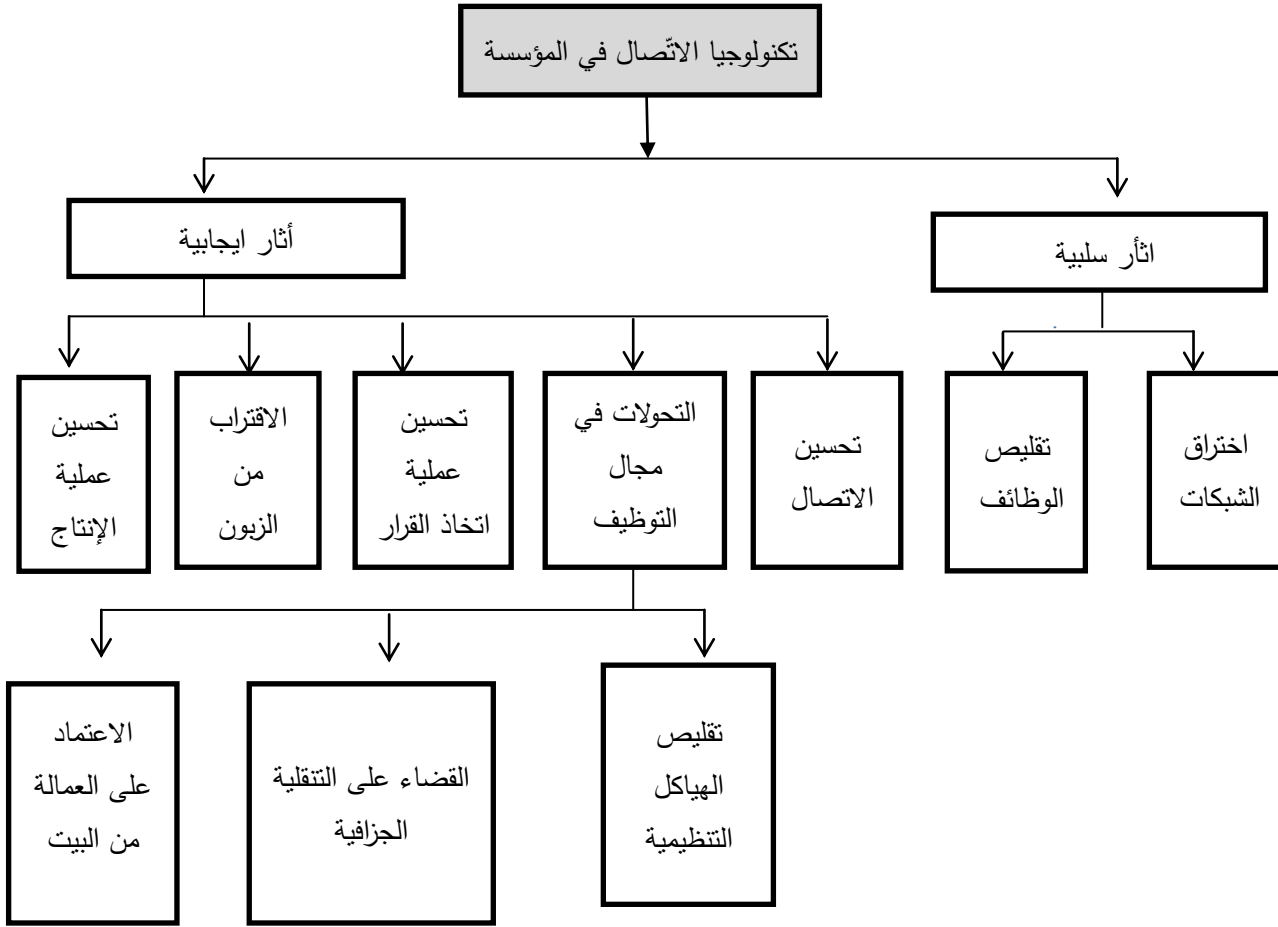 تكنولوجيا الاتّصال في المؤسسة
اثأر سلبية
أثار ايجابية
اختراق
الشبكات
تقليص
الوظائف
تحسين
الاتصال
التحولات في
مجال
التوظيف
تحسين
عملية
اتخاذ القرار
الاقتراب
من
الزبون
تحسين
عملية
الإنتاج
تقليص
الهياكل
التنظيمية
القضاء على التنقلية
الجزافية
الاعتماد
على العمالة
من البيت